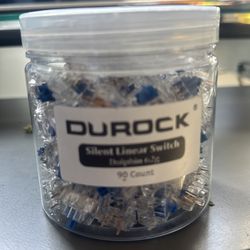 DUROCK®
Silent Linear Switch
Dolphin 62g
90 Count